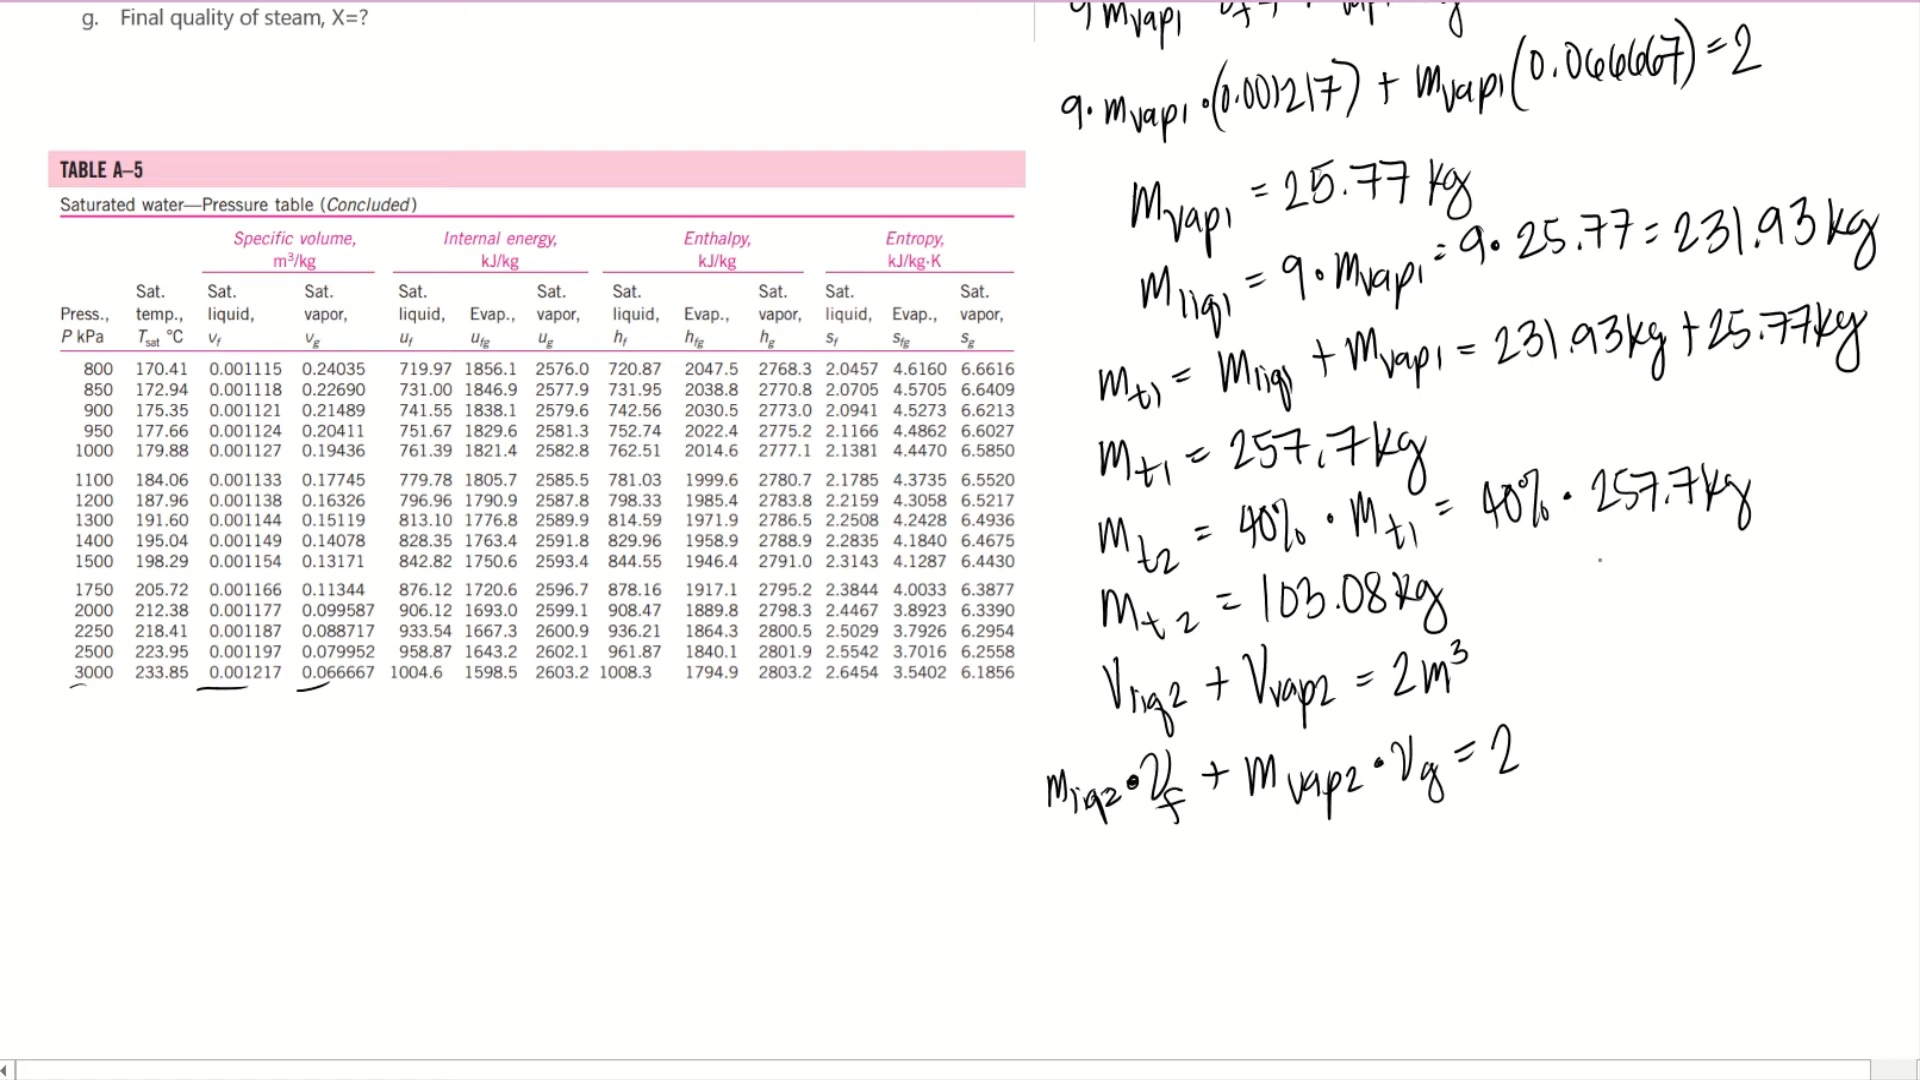 g. Final quality of steam, X=?
TABLE A–5
Saturated water—Pressure table (Concluded)
Specific volume, m³/kg Internal energy, kJ/kg Enthalpy, kJ/kg Entropy, kJ/kg·K
Press., P kPa Sat. temp., Tsat °C Sat. liquid, vf Sat. vapor, vg Sat. liquid, uf Evap., ufg Sat. vapor, ug Sat. liquid, hf Evap., hfg Sat. vapor, hg Sat. liquid, sf Evap., sfg Sat. vapor, sg
800 170.41 0.001115 0.24035 719.97 1856.1 2576.0 720.87 2047.5 2768.3 2.0457 4.6160 6.6616
850 172.94 0.001118 0.22690 731.00 1846.9 2577.9 731.95 2038.8 2770.8 2.0705 4.5705 6.6409
900 175.35 0.001121 0.21489 741.55 1838.1 2579.6 742.56 2030.5 2773.0 2.0941 4.5273 6.6213
950 177.66 0.001124 0.20411 751.67 1829.6 2581.3 752.74 2022.4 2775.2 2.1166 4.4862 6.6027
1000 179.88 0.001127 0.19436 761.39 1821.4 2582.8 762.51 2014.6 2777.1 2.1381 4.4470 6.5850
1100 184.06 0.001133 0.17745 779.78 1805.7 2585.5 781.03 1999.6 2780.7 2.1785 4.3735 6.5520
1200 187.96 0.001138 0.16326 796.96 1790.9 2587.8 798.33 1985.4 2783.8 2.2159 4.3058 6.5217
1300 191.60 0.001144 0.15119 813.10 1776.8 2589.9 814.59 1971.9 2786.5 2.2508 4.2428 6.4936
1400 195.04 0.001149 0.14078 828.35 1763.4 2591.8 829.96 1958.9 2788.9 2.2835 4.1840 6.4675
1500 198.29 0.001154 0.13171 842.82 1750.6 2593.4 844.55 1946.4 2791.0 2.3143 4.1287 6.4430
1750 205.72 0.001166 0.11344 876.12 1720.6 2596.7 878.16 1917.1 2795.2 2.3844 4.0033 6.3877
2000 212.38 0.001177 0.099587 906.12 1693.0 2599.1 908.47 1889.8 2798.3 2.4467 3.8923 6.3390
2250 218.41 0.001187 0.088717 933.54 1667.3 2600.9 936.21 1864.3 2800.5 2.5029 3.7926 6.2954
2500 223.95 0.001197 0.079952 958.87 1643.2 2602.1 961.87 1840.1 2801.9 2.5542 3.7016 6.2558
3000 233.85 0.001217 0.066667 1004.6 1598.5 2603.2 1008.3 1794.9 2803.2 2.6454 3.5402 6.1856
9·mvap1·(0.001217) + mvap1(0.066667) = 2
mvap1 = 25.77 kg
mliq1 = 9·mvap1 = 9·25.77 = 231.93 kg
mt1 = mliq1 + mvap1 = 231.93kg + 25.77kg
mt1 = 257.7kg
mt2 = 40% · mt1 = 40% · 257.7kg
mt2 = 103.08kg
Vliq2 + Vvap2 = 2m³
mliq2·vf + mvap2·vg = 2